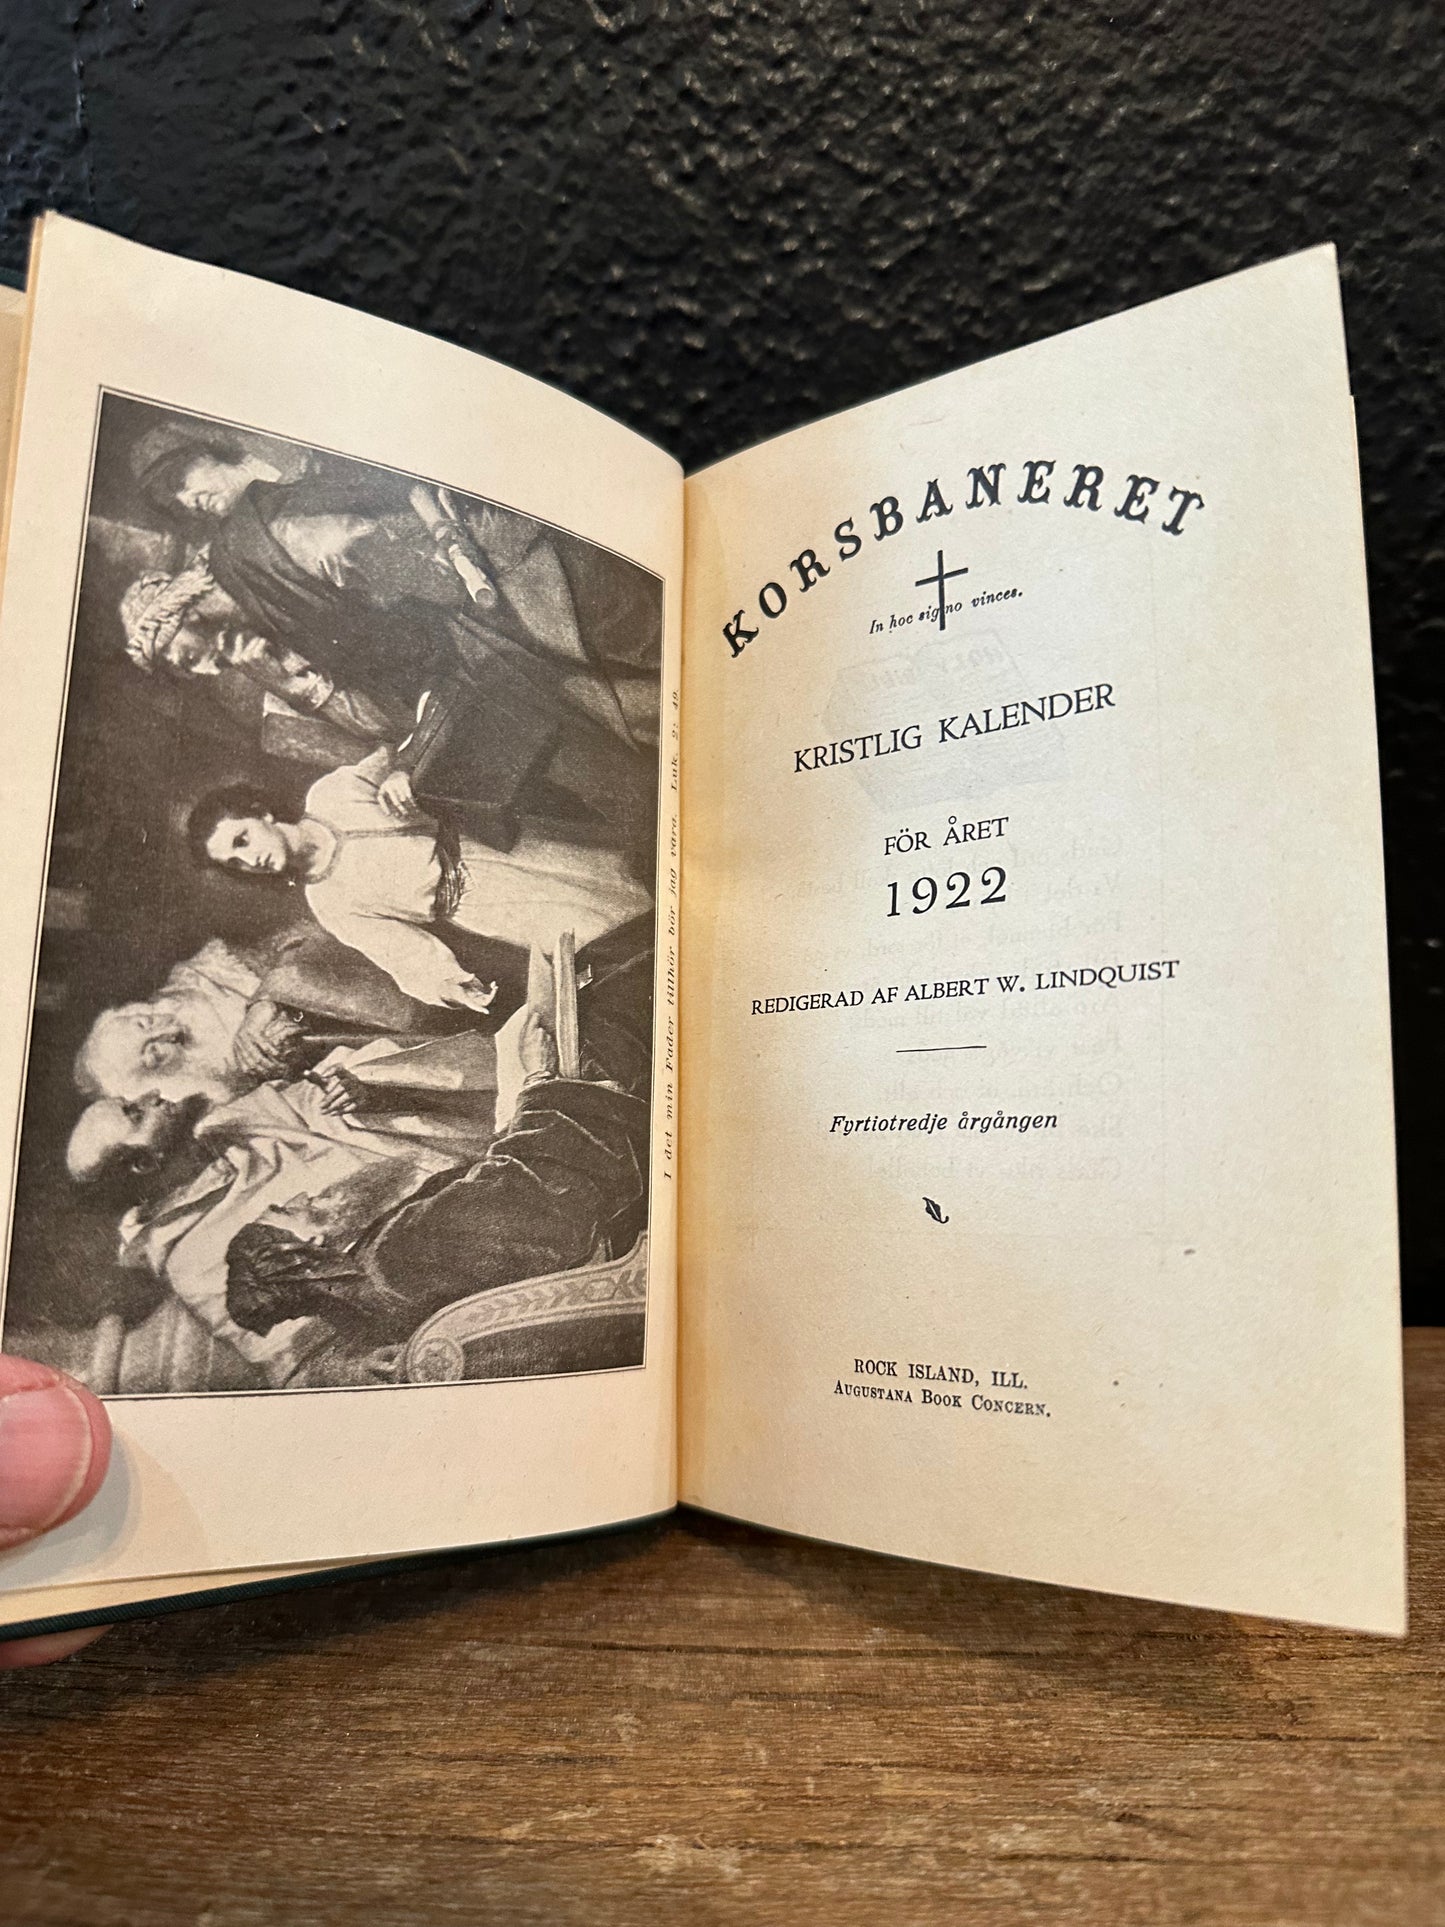 I det min Fader tillhör bör jag vara. Luk. 2: 49.
KORSBANERET
In hoc signo vinces.
KRISTLIG KALENDER
FÖR ÅRET
1922
REDIGERAD AF ALBERT W. LINDQUIST
Fyrtiotredje årgången
ROCK ISLAND, ILL.
AUGUSTANA BOOK CONCERN.